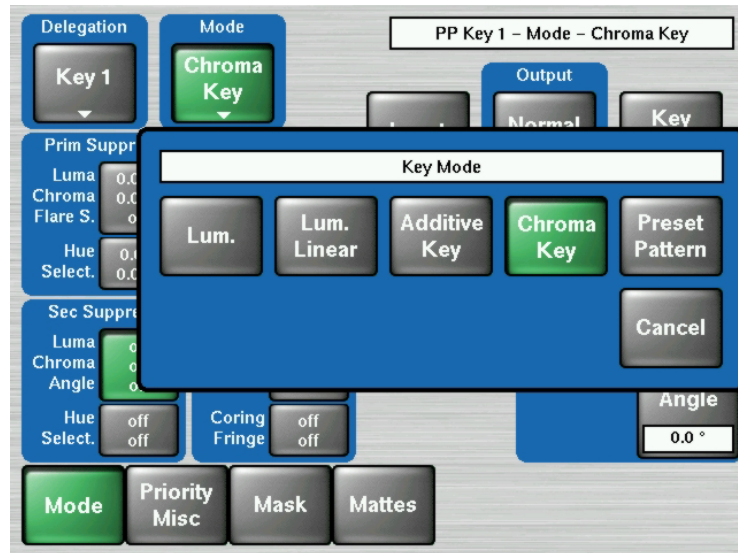 Delegation
Mode
PP Key 1 – Mode – Chroma Key
Key 1
Chroma
Key
Output
Normal
Key
Prim Suppr
Luma
Chroma
Flare S.
Hue
Select.
Key Mode
Lum.
Lum.
Linear
Additive
Key
Chroma
Key
Preset
Pattern
Cancel
Sec Suppre
Luma
Chroma
Angle
Hue
Select.
off
off
Coring
Fringe
off
off
Angle
0.0 °
Mode
Priority
Misc
Mask
Mattes